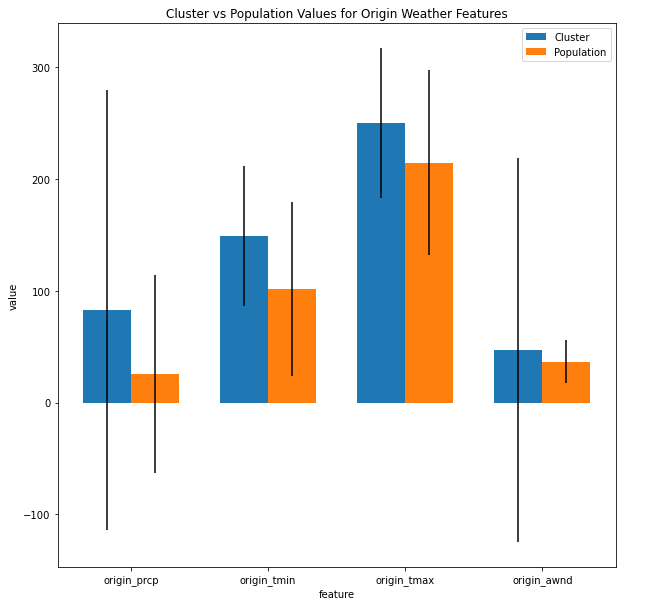 Cluster vs Population Values for Origin Weather Features
Cluster
Population
300
200
100
0
−100
value
origin_prcp
origin_tmin
origin_tmax
origin_awnd
feature